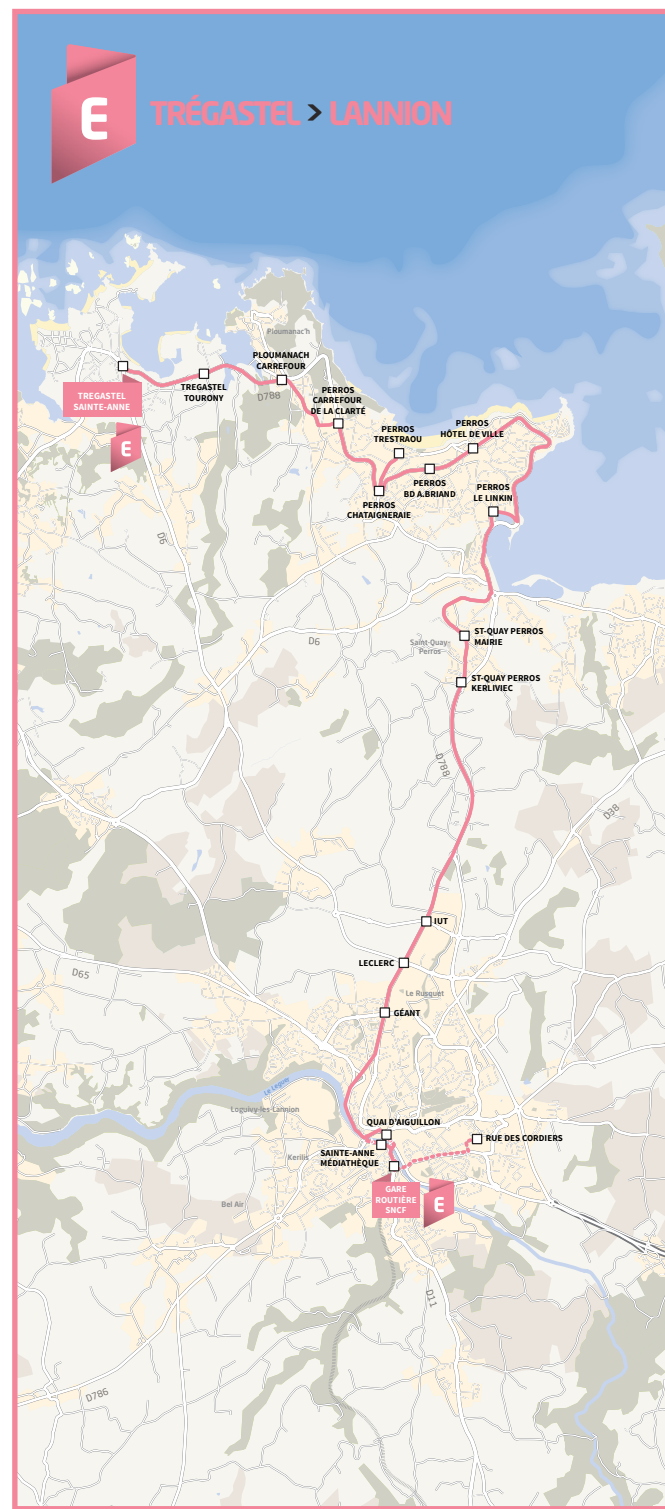 E
TRÉGASTEL > LANNION
Ploumanac'h
PLOUMANACH
CARREFOUR
D788
TREGASTEL
SAINTE-ANNE
TREGASTEL
TOURONY
PERROS
CARREFOUR
DE LA CLARTÉ
E
PERROS
TRESTRAOU
PERROS
HÔTEL DE VILLE
PERROS
BD A.BRIAND
PERROS
LE LINKIN
PERROS
CHATAIGNERAIE
D6
D6
Saint-Quay-
Perros
ST-QUAY PERROS
MAIRIE
ST-QUAY PERROS
KERLIVIEC
D788
D38
IUT
LECLERC
D65
Le Rusquet
GÉANT
Le Léguer
Loguivy-lès-Lannion
QUAI D'AIGUILLON
RUE DES CORDIERS
SAINTE-ANNE
MÉDIATHÈQUE
Kerilis
GARE
ROUTIÈRE
SNCF
E
Bel Air
D11
D786